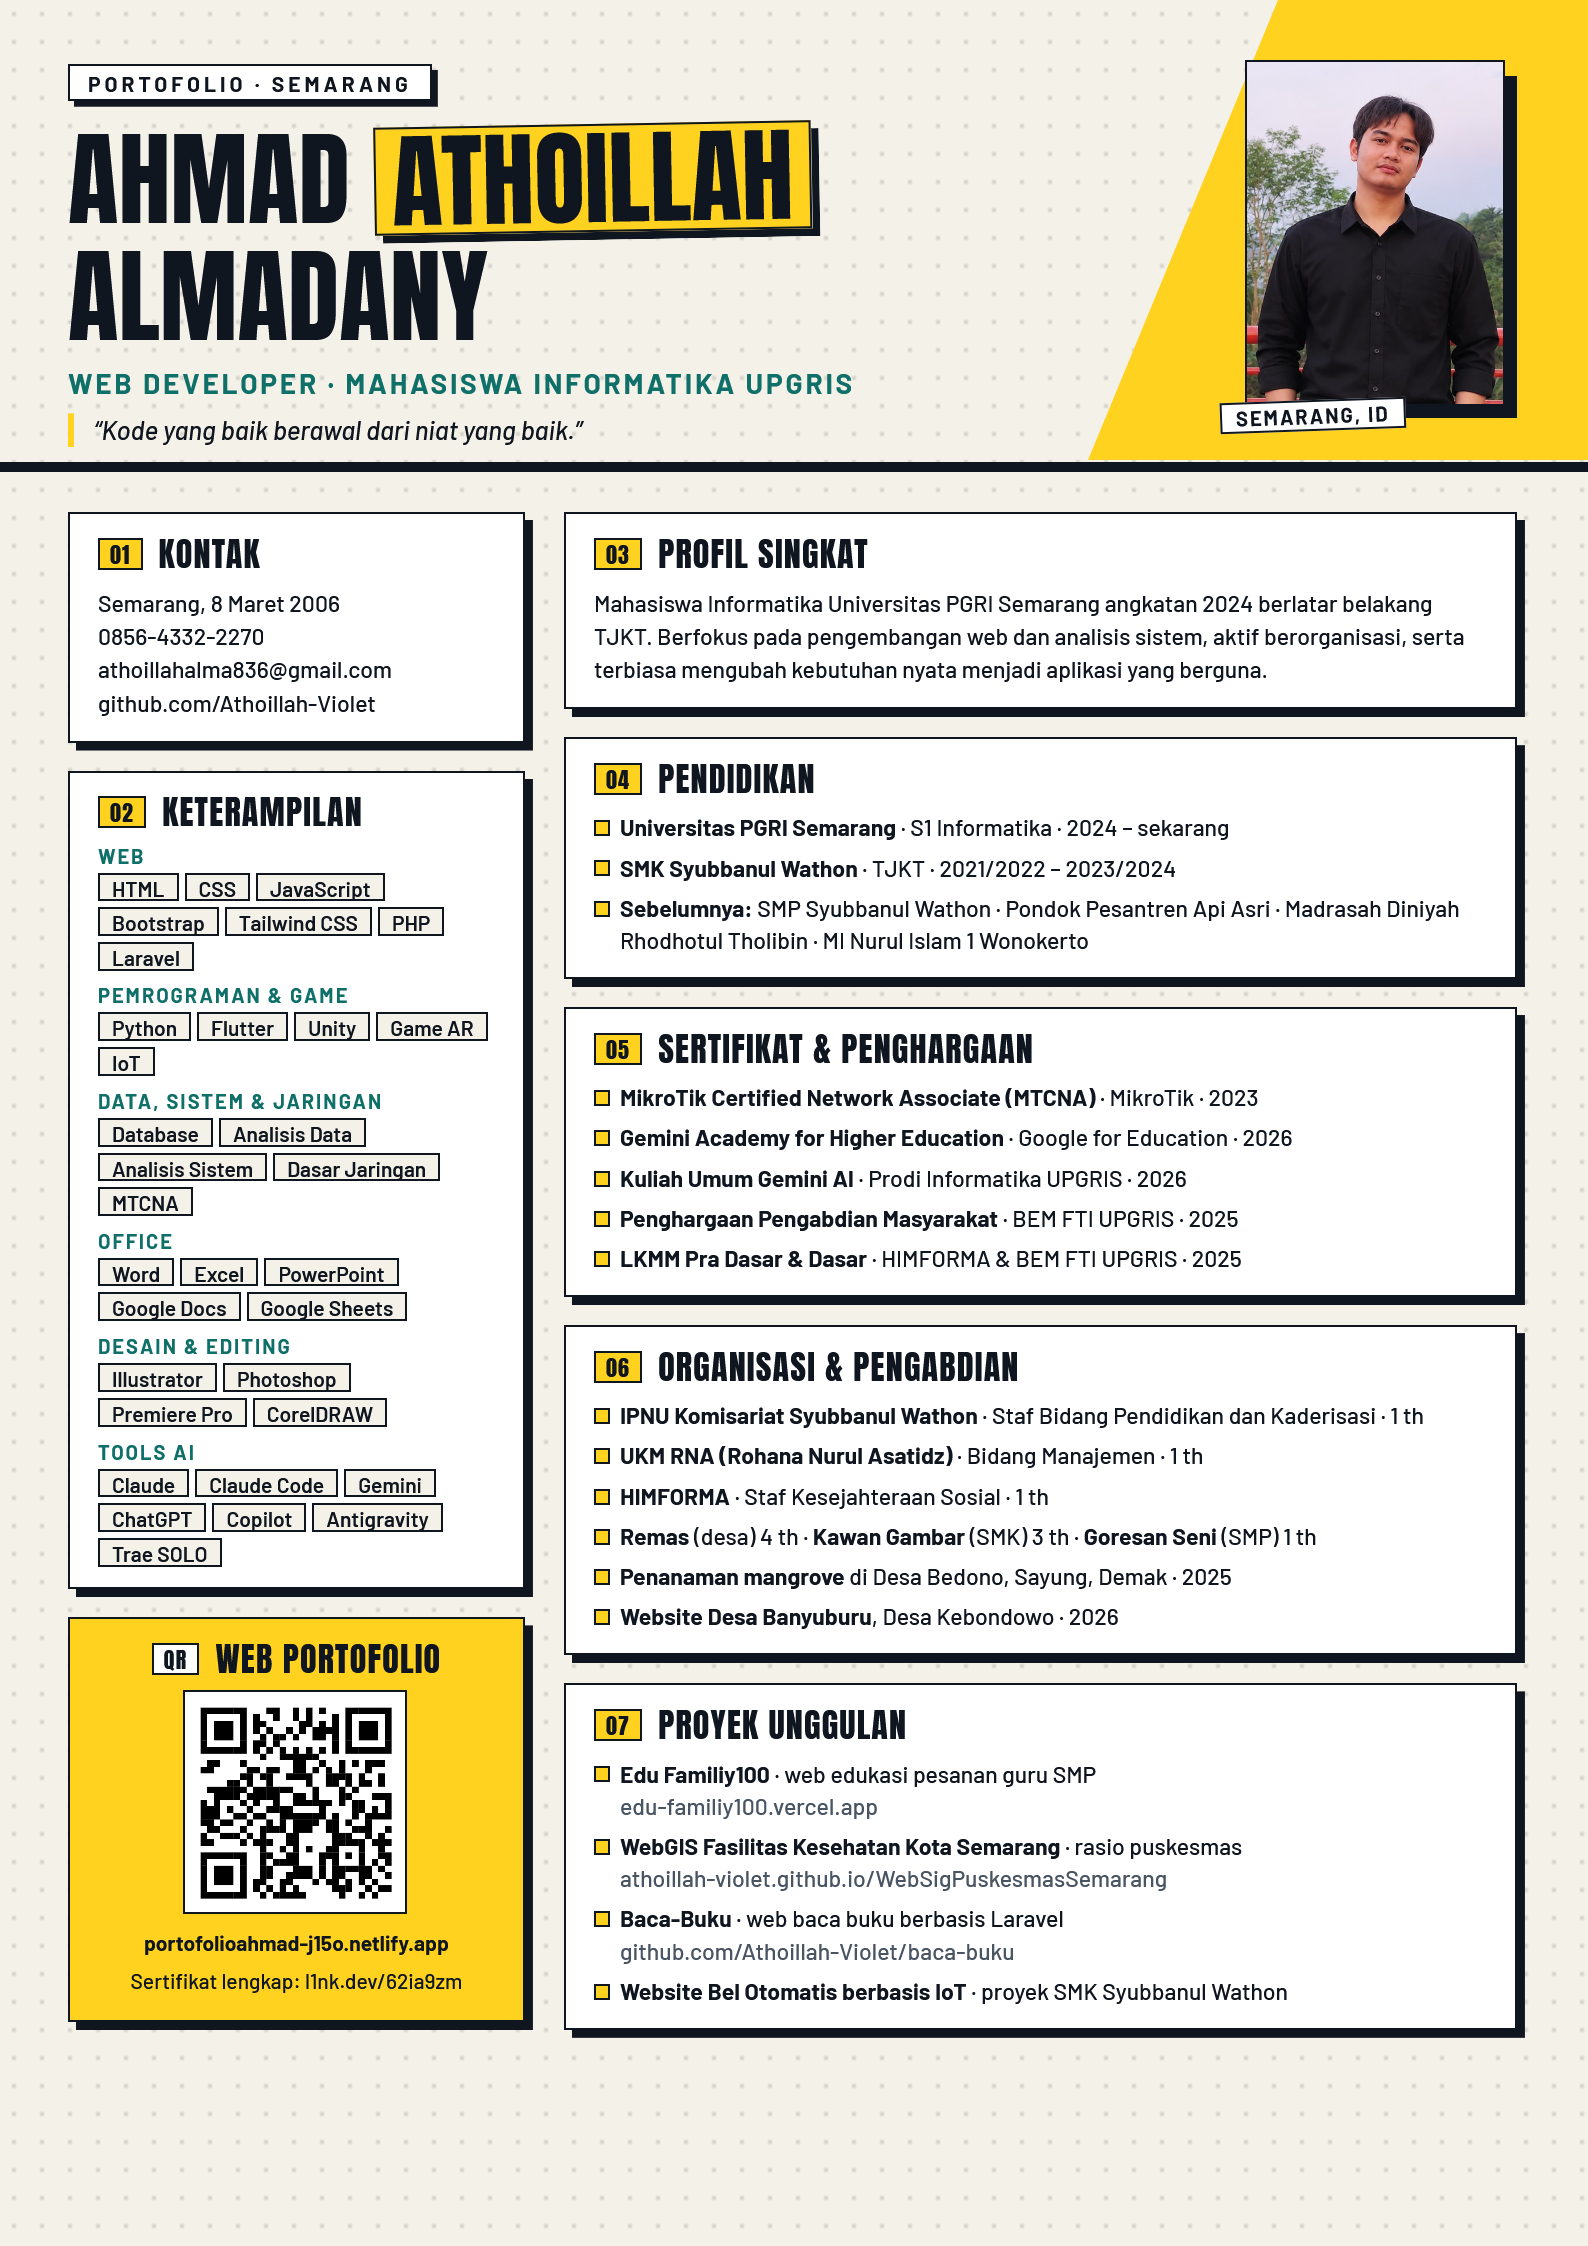 PORTOFOLIO · SEMARANG
AHMAD ATHOILLAH
ALMADANY
WEB DEVELOPER · MAHASISWA INFORMATIKA UPGRIS
“Kode yang baik berawal dari niat yang baik.”
SEMARANG, ID
01 KONTAK
Semarang, 8 Maret 2006
0856-4332-2270
athoillahalma836@gmail.com
github.com/Athoillah-Violet
02 KETERAMPILAN
WEB
HTML CSS JavaScript
Bootstrap Tailwind CSS PHP
Laravel
PEMROGRAMAN & GAME
Python Flutter Unity Game AR
IoT
DATA, SISTEM & JARINGAN
Database Analisis Data
Analisis Sistem Dasar Jaringan
MTCNA
OFFICE
Word Excel PowerPoint
Google Docs Google Sheets
DESAIN & EDITING
Illustrator Photoshop
Premiere Pro CorelDRAW
TOOLS AI
Claude Claude Code Gemini
ChatGPT Copilot Antigravity
Trae SOLO
QR WEB PORTOFOLIO
portofolioahmad-j15o.netlify.app
Sertifikat lengkap: l1nk.dev/62ia9zm
03 PROFIL SINGKAT
Mahasiswa Informatika Universitas PGRI Semarang angkatan 2024 berlatar belakang
TJKT. Berfokus pada pengembangan web dan analisis sistem, aktif berorganisasi, serta
terbiasa mengubah kebutuhan nyata menjadi aplikasi yang berguna.
04 PENDIDIKAN
Universitas PGRI Semarang · S1 Informatika · 2024 – sekarang
SMK Syubbanul Wathon · TJKT · 2021/2022 – 2023/2024
Sebelumnya: SMP Syubbanul Wathon · Pondok Pesantren Api Asri · Madrasah Diniyah
Rhodhotul Tholibin · MI Nurul Islam 1 Wonokerto
05 SERTIFIKAT & PENGHARGAAN
MikroTik Certified Network Associate (MTCNA) · MikroTik · 2023
Gemini Academy for Higher Education · Google for Education · 2026
Kuliah Umum Gemini AI · Prodi Informatika UPGRIS · 2026
Penghargaan Pengabdian Masyarakat · BEM FTI UPGRIS · 2025
LKMM Pra Dasar & Dasar · HIMFORMA & BEM FTI UPGRIS · 2025
06 ORGANISASI & PENGABDIAN
IPNU Komisariat Syubbanul Wathon · Staf Bidang Pendidikan dan Kaderisasi · 1 th
UKM RNA (Rohana Nurul Asatidz) · Bidang Manajemen · 1 th
HIMFORMA · Staf Kesejahteraan Sosial · 1 th
Remas (desa) 4 th · Kawan Gambar (SMK) 3 th · Goresan Seni (SMP) 1 th
Penanaman mangrove di Desa Bedono, Sayung, Demak · 2025
Website Desa Banyuburu, Desa Kebondowo · 2026
07 PROYEK UNGGULAN
Edu Familiy100 · web edukasi pesanan guru SMP
edu-familiy100.vercel.app
WebGIS Fasilitas Kesehatan Kota Semarang · rasio puskesmas
athoillah-violet.github.io/WebSigPuskesmasSemarang
Baca-Buku · web baca buku berbasis Laravel
github.com/Athoillah-Violet/baca-buku
Website Bel Otomatis berbasis IoT · proyek SMK Syubbanul Wathon